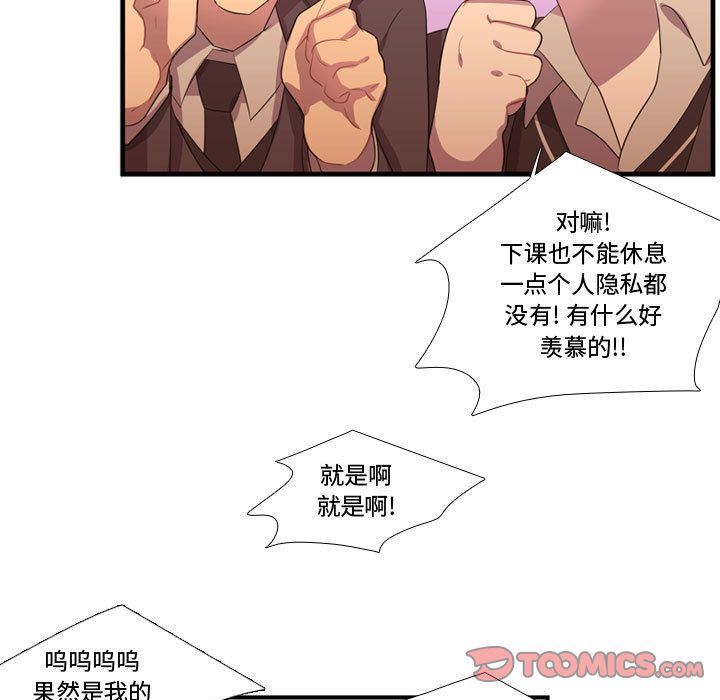 对嘛!
下课也不能休息
一点个人隐私都
没有! 有什么好
羡慕的!!
就是啊
就是啊!
呜呜呜呜
果然是我的
TOOMICS.COM